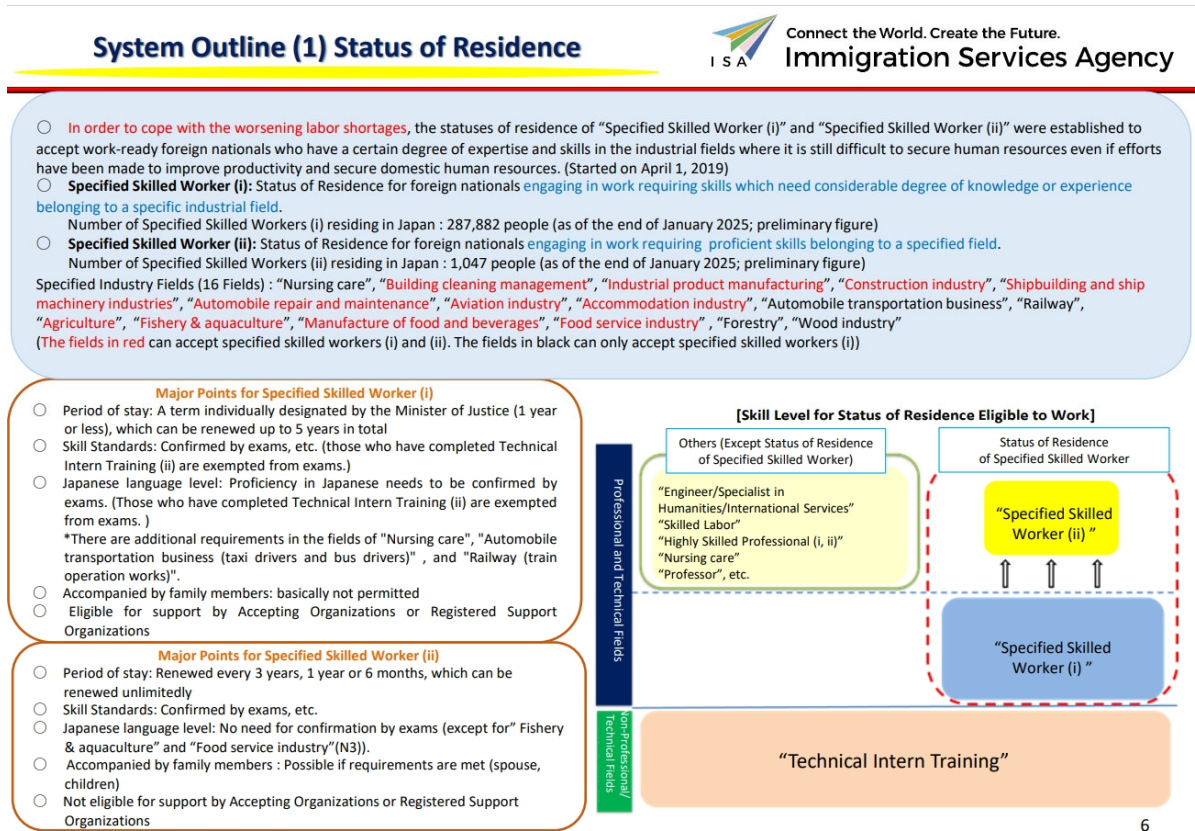 System Outline (1) Status of Residence
ISA
Connect the World. Create the Future.
Immigration Services Agency
○ In order to cope with the worsening labor shortages, the statuses of residence of “Specified Skilled Worker (i)” and “Specified Skilled Worker (ii)” were established to
accept work-ready foreign nationals who have a certain degree of expertise and skills in the industrial fields where it is still difficult to secure human resources even if efforts
have been made to improve productivity and secure domestic human resources. (Started on April 1, 2019)
○ Specified Skilled Worker (i): Status of Residence for foreign nationals engaging in work requiring skills which need considerable degree of knowledge or experience
belonging to a specific industrial field.
Number of Specified Skilled Workers (i) residing in Japan : 287,882 people (as of the end of January 2025; preliminary figure)
○ Specified Skilled Worker (ii): Status of Residence for foreign nationals engaging in work requiring proficient skills belonging to a specified field.
Number of Specified Skilled Workers (ii) residing in Japan : 1,047 people (as of the end of January 2025; preliminary figure)
Specified Industry Fields (16 Fields) : “Nursing care”, “Building cleaning management”, “Industrial product manufacturing”, “Construction industry”, “Shipbuilding and ship
machinery industries”, “Automobile repair and maintenance”, “Aviation industry”, “Accommodation industry”, “Automobile transportation business”, “Railway”,
“Agriculture”, “Fishery & aquaculture”, “Manufacture of food and beverages”, “Food service industry” , “Forestry”, “Wood industry”
(The fields in red can accept specified skilled workers (i) and (ii). The fields in black can only accept specified skilled workers (i))
Major Points for Specified Skilled Worker (i)
○ Period of stay: A term individually designated by the Minister of Justice (1 year
or less), which can be renewed up to 5 years in total
○ Skill Standards: Confirmed by exams, etc. (those who have completed Technical
Intern Training (ii) are exempted from exams.)
○ Japanese language level: Proficiency in Japanese needs to be confirmed by
exams. (Those who have completed Technical Intern Training (ii) are exempted
from exams. )
*There are additional requirements in the fields of "Nursing care", "Automobile
transportation business (taxi drivers and bus drivers)" , and "Railway (train
operation works)".
○ Accompanied by family members: basically not permitted
○ Eligible for support by Accepting Organizations or Registered Support
Organizations
Major Points for Specified Skilled Worker (ii)
○ Period of stay: Renewed every 3 years, 1 year or 6 months, which can be
renewed unlimitedly
○ Skill Standards: Confirmed by exams, etc.
○ Japanese language level: No need for confirmation by exams (except for” Fishery
& aquaculture” and “Food service industry”(N3)).
○ Accompanied by family members : Possible if requirements are met (spouse,
children)
○ Not eligible for support by Accepting Organizations or Registered Support
Organizations
[Skill Level for Status of Residence Eligible to Work]
Professional and Technical Fields
Others (Except Status of Residence
of Specified Skilled Worker)
“Engineer/Specialist in
Humanities/International Services”
“Skilled Labor”
“Highly Skilled Professional (i, ii)”
“Nursing care”
“Professor”, etc.
Status of Residence
of Specified Skilled Worker
“Specified Skilled
Worker (ii) ”
“Specified Skilled
Worker (i) ”
Non-Professional/
Technical Fields
“Technical Intern Training”
6